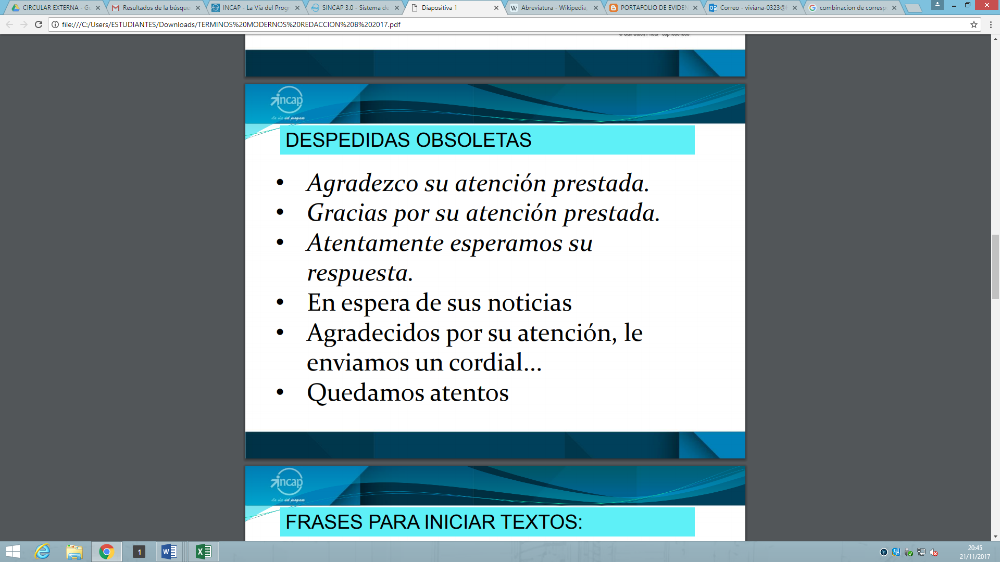 CIRCULAR EXTERNA - Go
Resultados de la búsque
INCAP - La Vía del Progr
SINCAP 3.0 - Sistema de
Diapositiva 1
Abreviatura - Wikipedia,
PORTAFOLIO DE EVIDEN
Correo - viviana-0323@h
combinacion de corresp
file:///C:/Users/ESTUDIANTES/Downloads/TERMINOS%20MODERNOS%20REDACCION%20B%202017.pdf
incap
La vía del progreso
DESPEDIDAS OBSOLETAS
• Agradezco su atención prestada.
• Gracias por su atención prestada.
• Atentamente esperamos su
respuesta.
• En espera de sus noticias
• Agradecidos por su atención, le
enviamos un cordial...
• Quedamos atentos
incap
La vía del progreso
FRASES PARA INICIAR TEXTOS:
1
20:45
21/11/2017